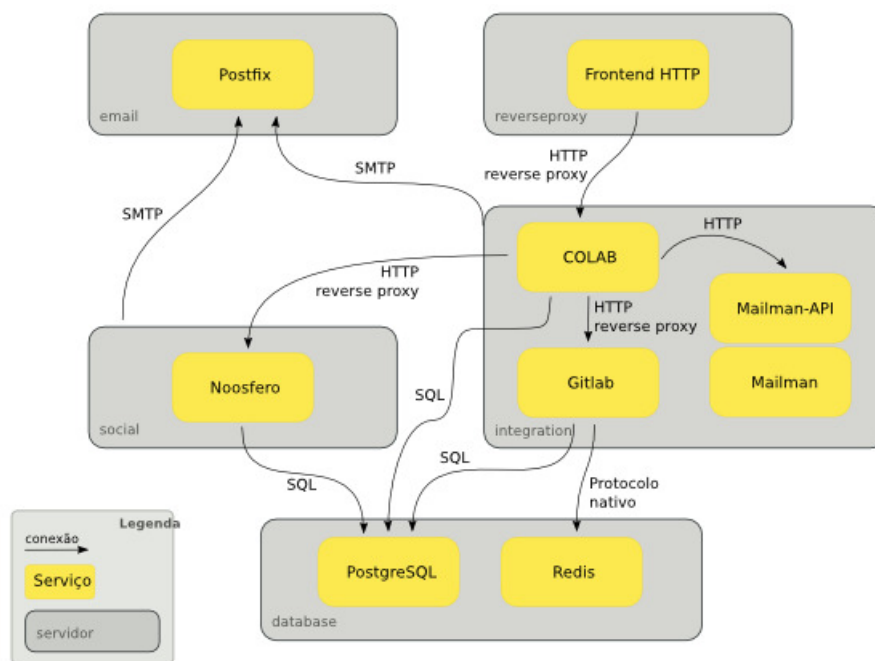 Postfix
email
Frontend HTTP
reverseproxy
SMTP
HTTP
reverse proxy
SMTP
COLAB
HTTP
HTTP
reverse proxy
Mailman-API
HTTP
reverse proxy
Noosfero
social
Gitlab
Mailman
integration
SQL
SQL
SQL
Protocolo
nativo
PostgreSQL
Redis
database
Legenda
conexão
Serviço
servidor